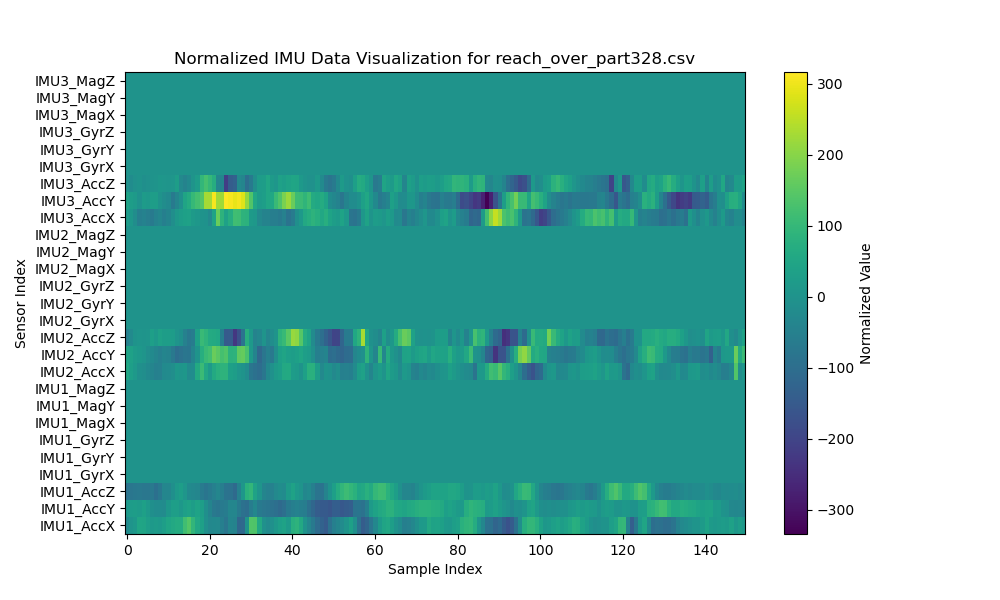 Normalized IMU Data Visualization for reach_over_part328.csv
IMU3_MagZ
IMU3_MagY
IMU3_MagX
IMU3_GyrZ
IMU3_GyrY
IMU3_GyrX
IMU3_AccZ
IMU3_AccY
IMU3_AccX
IMU2_MagZ
IMU2_MagY
IMU2_MagX
IMU2_GyrZ
IMU2_GyrY
IMU2_GyrX
IMU2_AccZ
IMU2_AccY
IMU2_AccX
IMU1_MagZ
IMU1_MagY
IMU1_MagX
IMU1_GyrZ
IMU1_GyrY
IMU1_GyrX
IMU1_AccZ
IMU1_AccY
IMU1_AccX
Sensor Index
0 20 40 60 80 100 120 140
Sample Index
300
200
100
0
−100
−200
−300
Normalized Value